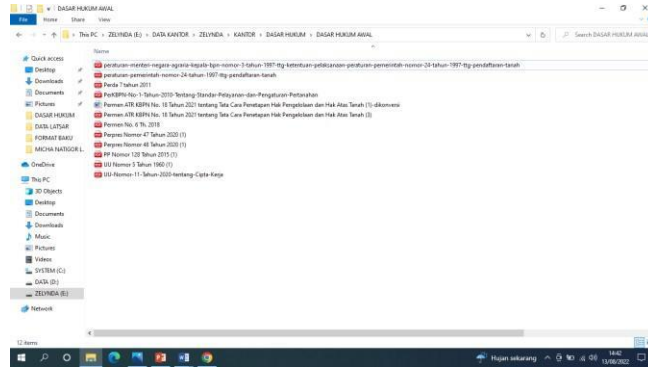 DASAR HUKUM AWAL
File Home Share View
This PC > ZELYNDA (E:) > DATA KANTOR > ZELYNDA > KANTOR > DASAR HUKUM > DASAR HUKUM AWAL
Search DASAR HUKUM AWAL
Name
Quick access
Desktop
Downloads
Documents
Pictures
DASAR HUKUM
DATA LATSAR
FORMAT BAKU
MICHA NATIGOR L.
OneDrive
This PC
3D Objects
Desktop
Documents
Downloads
Music
Pictures
Videos
SYSTEM (C:)
DATA (D:)
ZELYNDA (E:)
Network
peraturan-menteri-negara-agraria-kepala-bpn-nomor-3-tahun-1997-ttg-ketentuan-pelaksanaan-peraturan-pemerintah-nomor-24-tahun-1997-ttg-pendaftaran-tanah
peraturan-pemerintah-nomor-24-tahun-1997-ttg-pendaftaran-tanah
Perda 7 tahun 2011
PerKBPN-No-1-Tahun-2010-Tentang-Standar-Pelayanan-dan-Pengaturan-Pertanahan
Permen ATR KBPN No. 18 Tahun 2021 tentang Tata Cara Penetapan Hak Pengelolaan dan Hak Atas Tanah (1)-dikonversi
Permen ATR KBPN No. 18 Tahun 2021 tentang Tata Cara Penetapan Hak Pengelolaan dan Hak Atas Tanah (3)
Permen No. 6 Th. 2018
Perpres Nomor 47 Tahun 2020 (1)
Perpres Nomor 48 Tahun 2020 (1)
PP Nomor 128 Tahun 2015 (1)
UU Nomor 5 Tahun 1960 (1)
UU-Nomor-11-Tahun-2020-tentang-Cipta-Kerja
12 items
Hujan sekarang
14:42
13/08/2022